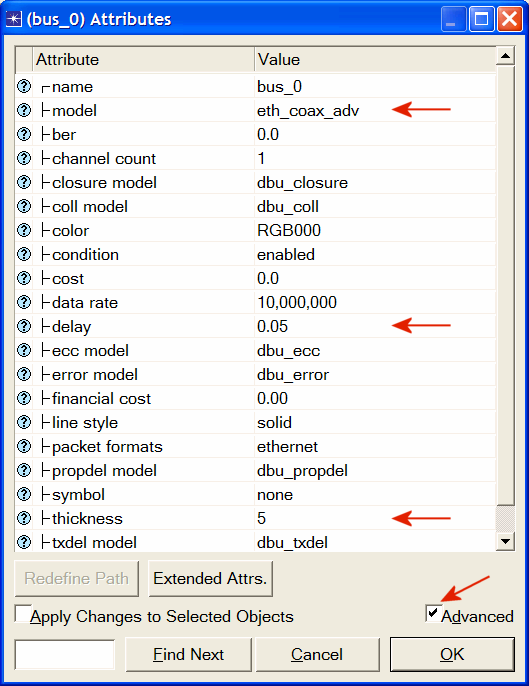 (bus_0) Attributes
Attribute Value
name bus_0
model eth_coax_adv
ber 0.0
channel count 1
closure model dbu_closure
coll model dbu_coll
color RGB000
condition enabled
cost 0.0
data rate 10,000,000
delay 0.05
ecc model dbu_ecc
error model dbu_error
financial cost 0.00
line style solid
packet formats ethernet
propdel model dbu_propdel
symbol none
thickness 5
txdel model dbu_txdel
Redefine Path Extended Attrs.
Apply Changes to Selected Objects Advanced
Find Next Cancel OK